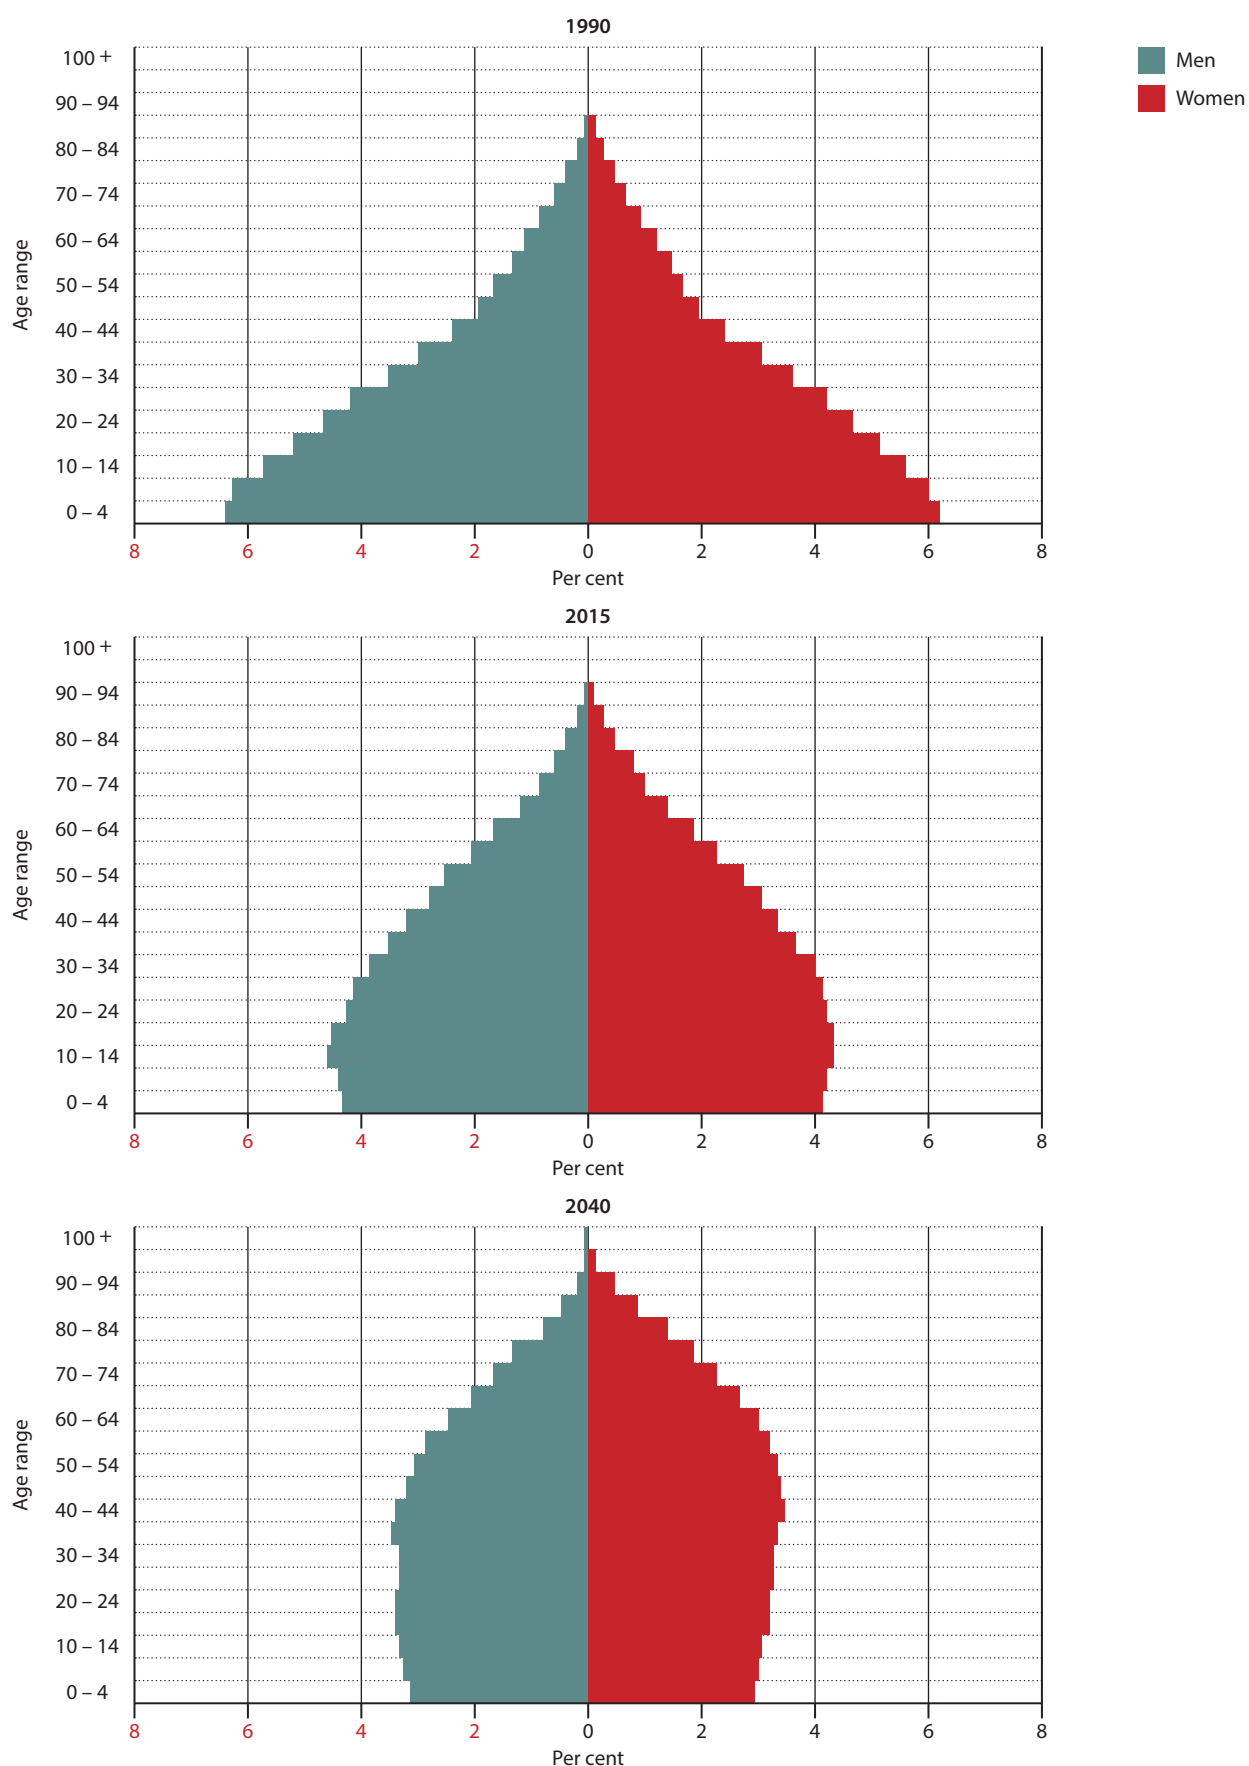 1990
Men
Women
Age range
100 +
90 – 94
80 – 84
70 – 74
60 – 64
50 – 54
40 – 44
30 – 34
20 – 24
10 – 14
0 – 4
8 6 4 2 0 2 4 6 8
Per cent
2015
Age range
100 +
90 – 94
80 – 84
70 – 74
60 – 64
50 – 54
40 – 44
30 – 34
20 – 24
10 – 14
0 – 4
8 6 4 2 0 2 4 6 8
Per cent
2040
Age range
100 +
90 – 94
80 – 84
70 – 74
60 – 64
50 – 54
40 – 44
30 – 34
20 – 24
10 – 14
0 – 4
8 6 4 2 0 2 4 6 8
Per cent